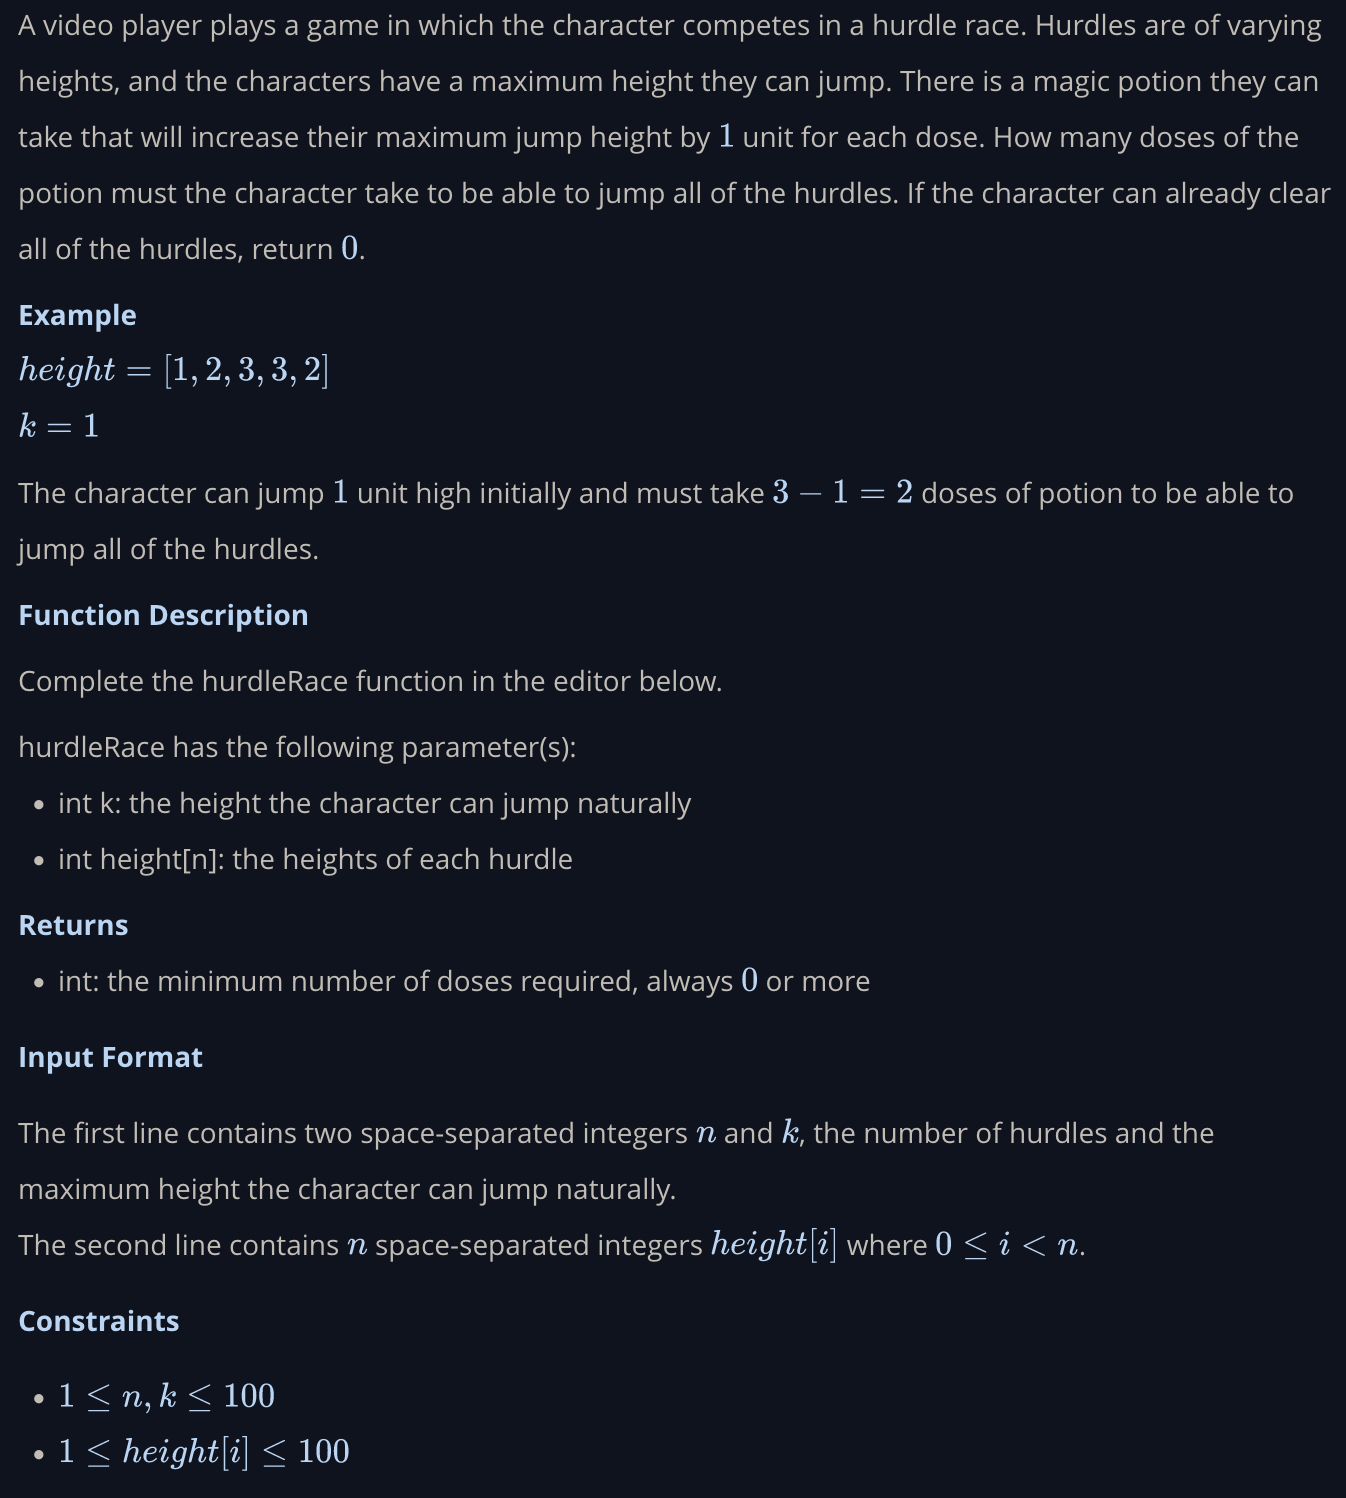 A video player plays a game in which the character competes in a hurdle race. Hurdles are of varying
heights, and the characters have a maximum height they can jump. There is a magic potion they can
take that will increase their maximum jump height by 1 unit for each dose. How many doses of the
potion must the character take to be able to jump all of the hurdles. If the character can already clear
all of the hurdles, return 0.
Example
height = [1, 2, 3, 3, 2]
k = 1
The character can jump 1 unit high initially and must take 3 − 1 = 2 doses of potion to be able to
jump all of the hurdles.
Function Description
Complete the hurdleRace function in the editor below.
hurdleRace has the following parameter(s):
• int k: the height the character can jump naturally
• int height[n]: the heights of each hurdle
Returns
• int: the minimum number of doses required, always 0 or more
Input Format
The first line contains two space-separated integers n and k, the number of hurdles and the
maximum height the character can jump naturally.
The second line contains n space-separated integers height[i] where 0 ≤ i < n.
Constraints
• 1 ≤ n, k ≤ 100
• 1 ≤ height[i] ≤ 100